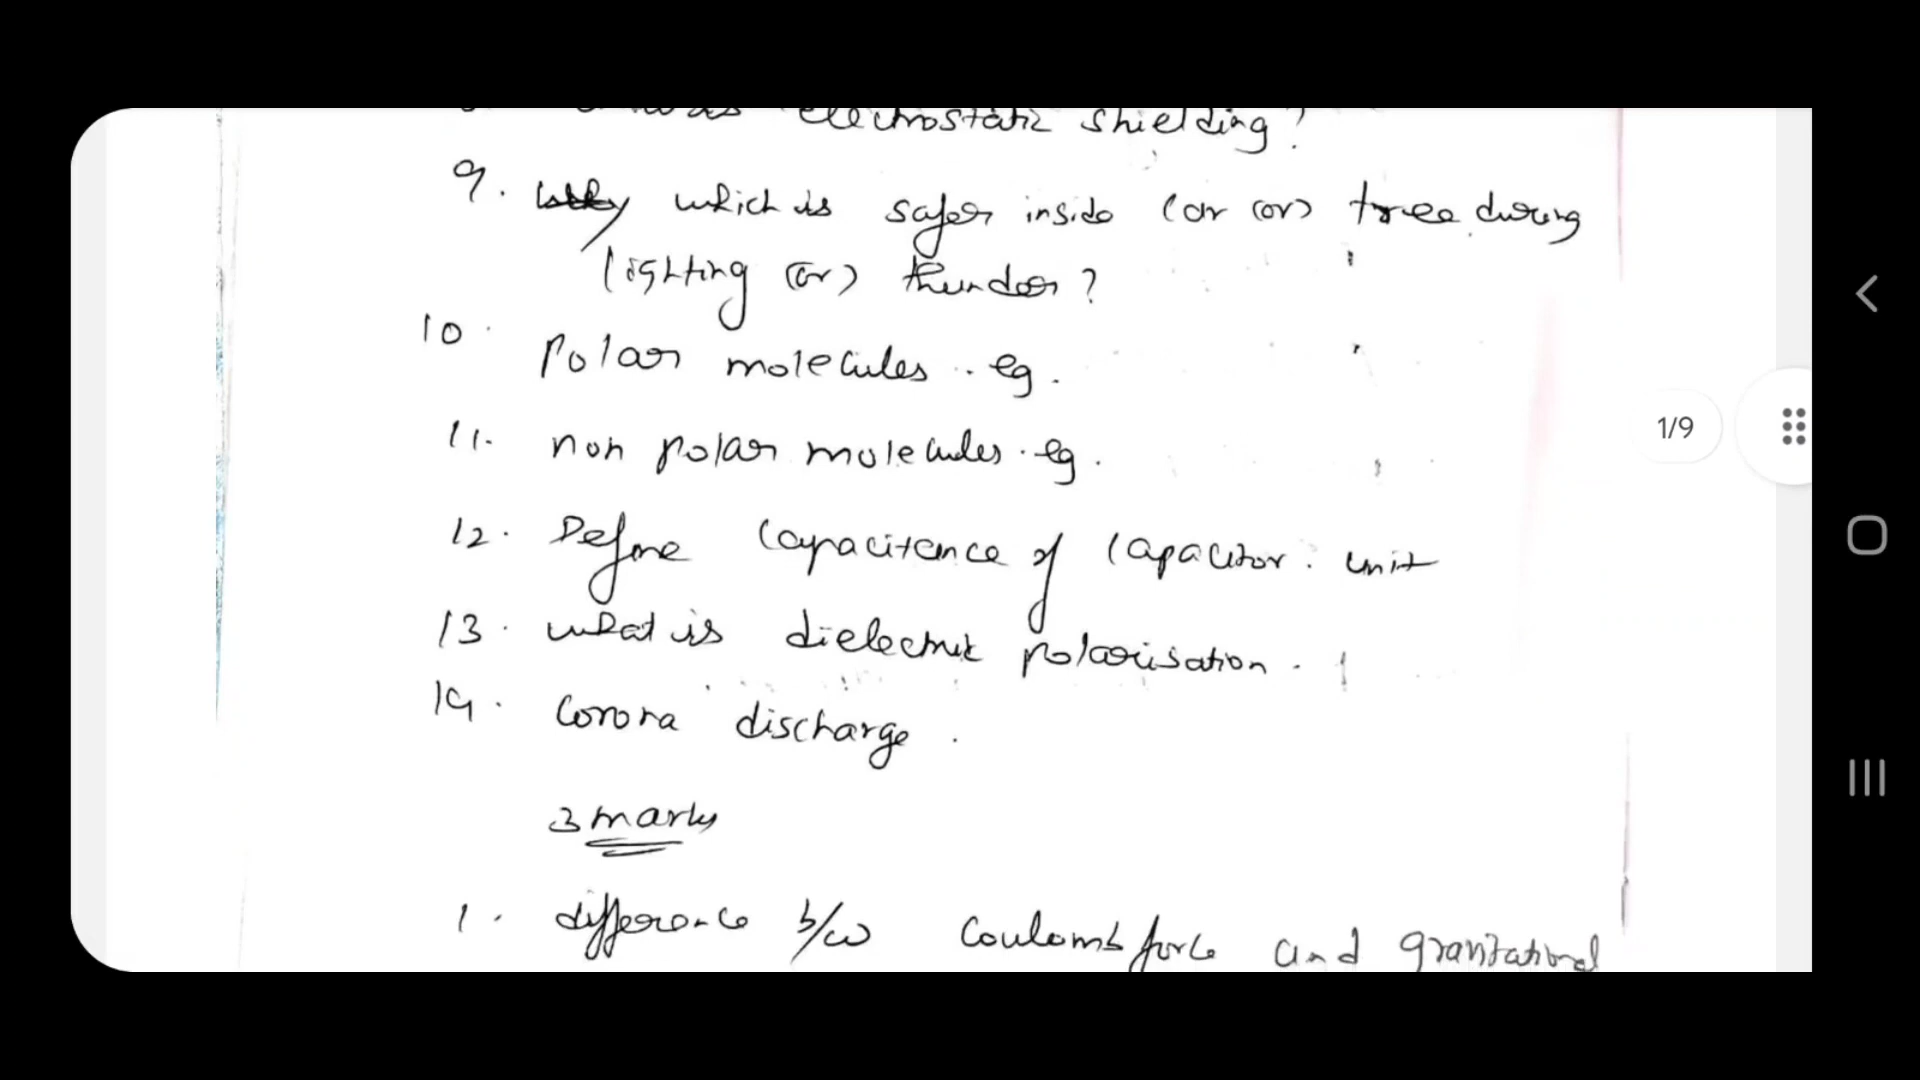 electrostatic shielding?
9. which is safer inside Car (or) tree during
lighting (or) thunder?
10. Polar molecules. eg.
11. non polar molecules. eg.
12. Define Capacitance of Capacitor. unit
13. what is dielectric polarisation.
14. Corona discharge.
3 marks
1. difference b/w Coulomb force and gravitational
1/9